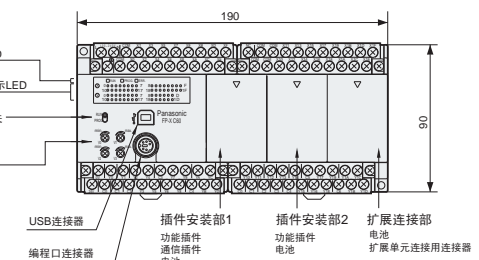 190
示LED
Panasonic
FP-X C60
90
USB连接器
编程口连接器
插件安装部1
功能插件
通信插件
电池
插件安装部2
功能插件
电池
扩展连接部
电池
扩展单元连接用连接器